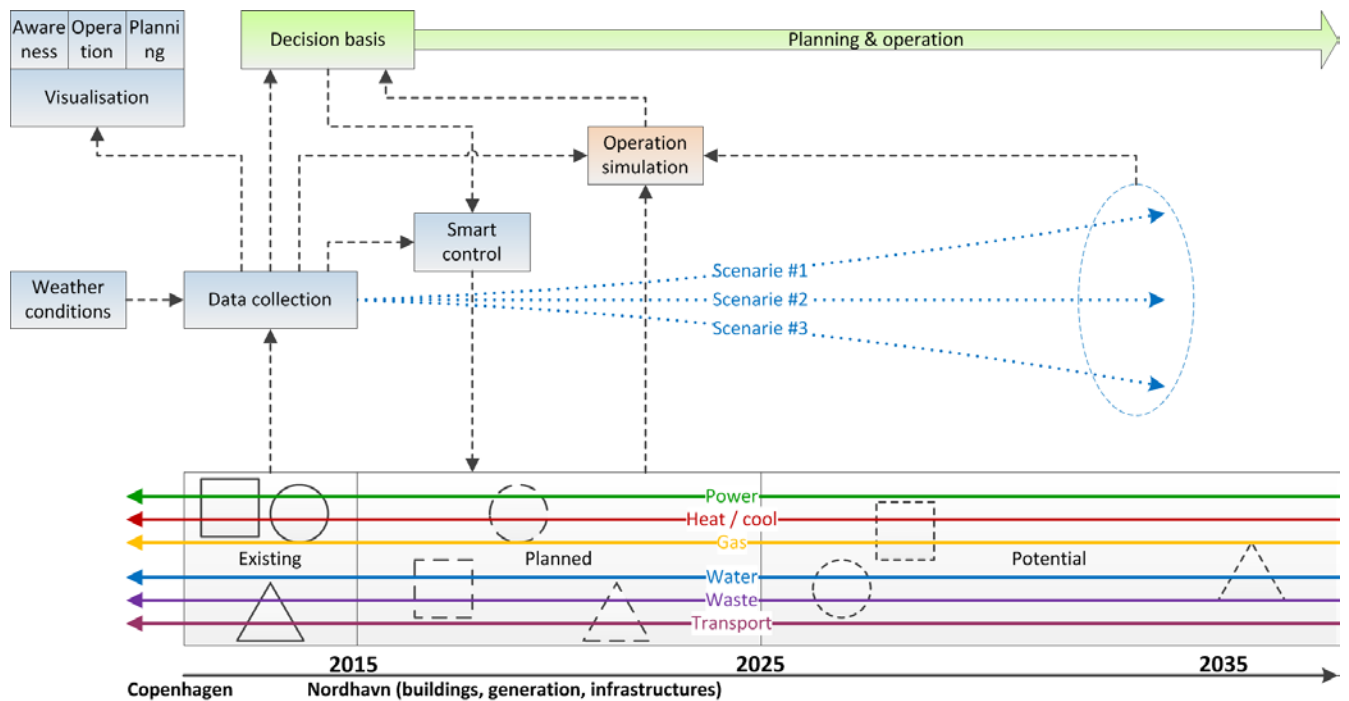 Aware
ness
Opera
tion
Planni
ng
Visualisation
Decision basis
Planning & operation
Operation
simulation
Smart
control
Weather
conditions
Data collection
Scenarie #1
Scenarie #2
Scenarie #3
Power
Heat / cool
Gas
Existing
Planned
Potential
Water
Waste
Transport
2015
2025
2035
Copenhagen
Nordhavn (buildings, generation, infrastructures)